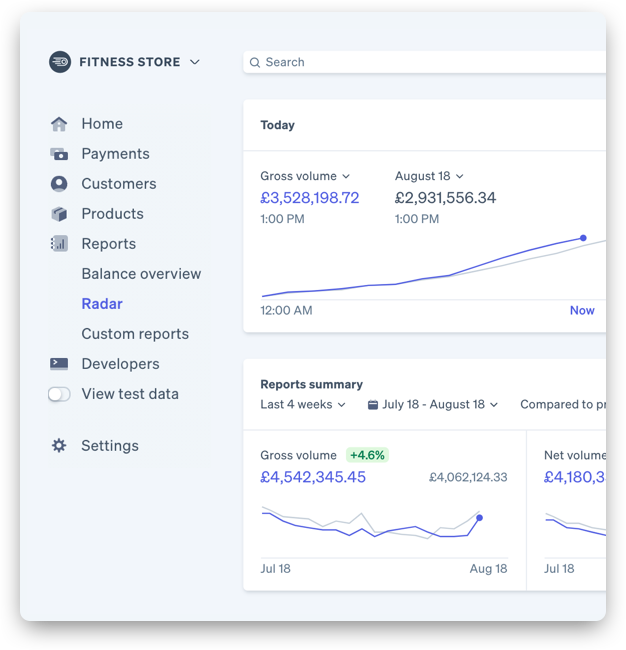 FITNESS STORE
Search
Home
Payments
Customers
Products
Reports
Balance overview
Radar
Custom reports
Developers
View test data
Settings
Today
Gross volume August 18
£3,528,198.72 £2,931,556.34
1:00 PM 1:00 PM
12:00 AM Now
Reports summary
Last 4 weeks July 18 - August 18 Compared to pr
Gross volume +4.6% Net volume
£4,542,345.45 £4,062,124.33 £4,180,3
Jul 18 Aug 18 Jul 18